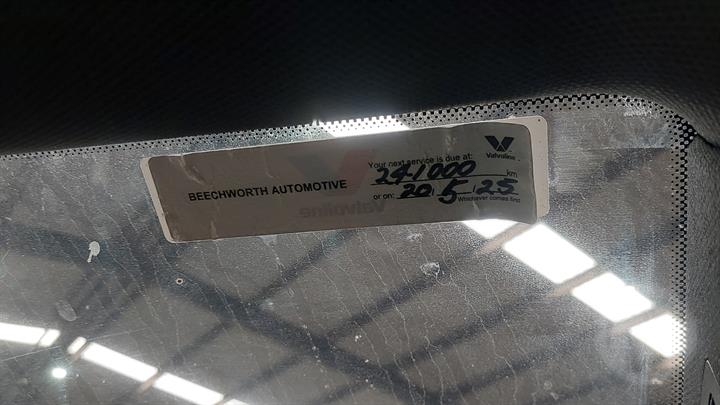 Valvoline
Your next service is due at:
241000 km
BEECHWORTH AUTOMOTIVE
or on: 20 / 5 / 25
Whichever comes first
Valvoline